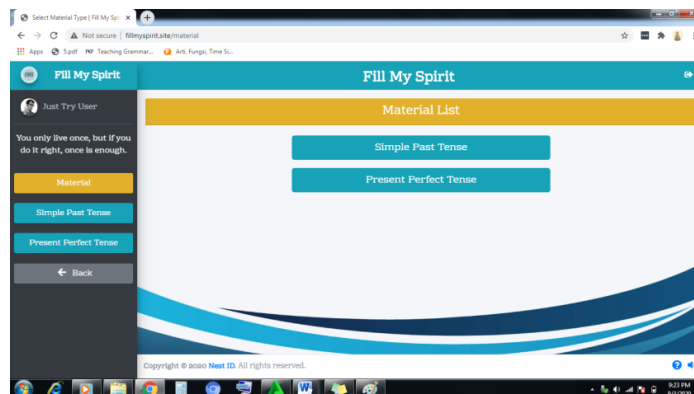 Select Material Type | Fill My Spi
Not secure | fillmyspirit.site/material
Apps
S.pdf
Teaching Grammar...
Arti, Fungsi, Time Si...
Fill My Spirit
Fill My Spirit
Just Try User
Material List
You only live once, but if you
do it right, once is enough.
Simple Past Tense
Present Perfect Tense
Material
Simple Past Tense
Present Perfect Tense
Back
Copyright © 2020 Nest ID. All rights reserved.
9:23 PM